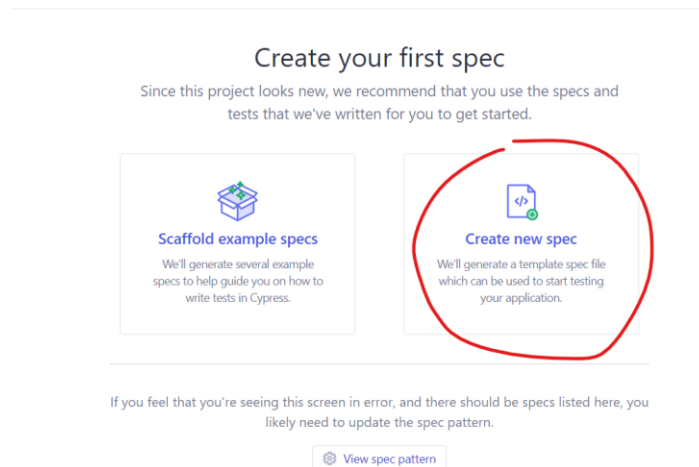 Create your first spec
Since this project looks new, we recommend that you use the specs and
tests that we've written for you to get started.
Scaffold example specs
We'll generate several example
specs to help guide you on how to
write tests in Cypress.
Create new spec
We'll generate a template spec file
which can be used to start testing
your application.
If you feel that you're seeing this screen in error, and there should be specs listed here, you
likely need to update the spec pattern.
View spec pattern